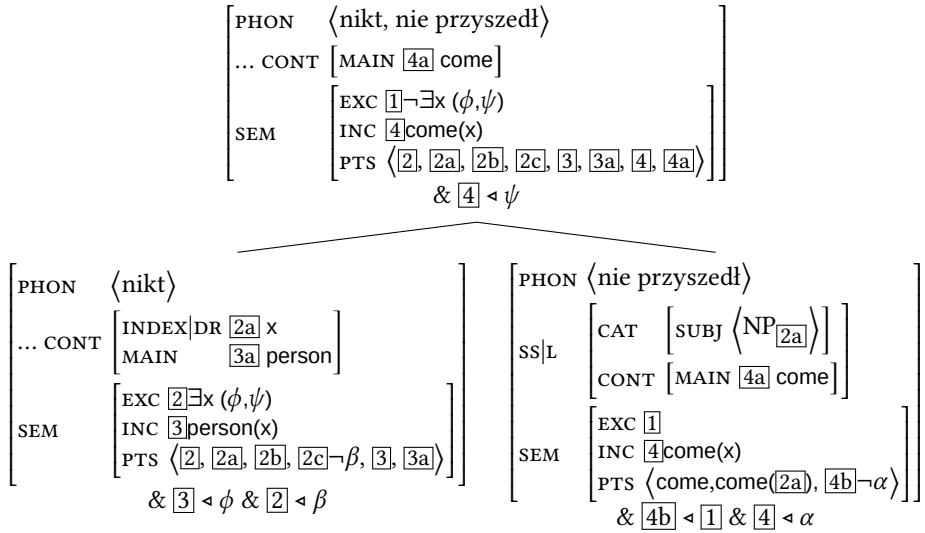 PHON ⟨nikt, nie przyszedł⟩
... CONT [MAIN 4a come]
SEM [EXC 1¬∃x (ϕ,ψ)
INC 4come(x)
PTS ⟨2, 2a, 2b, 2c, 3, 3a, 4, 4a⟩]
& 4 ◂ ψ
PHON ⟨nikt⟩
... CONT [INDEX|DR 2a x
MAIN 3a person]
SEM [EXC 2∃x (ϕ,ψ)
INC 3person(x)
PTS ⟨2, 2a, 2b, 2c¬β, 3, 3a⟩]
& 3 ◂ ϕ & 2 ◂ β
PHON ⟨nie przyszedł⟩
SS|L [CAT [SUBJ ⟨NP2a⟩]
CONT [MAIN 4a come]]
SEM [EXC 1
INC 4come(x)
PTS ⟨come,come(2a), 4b¬α⟩]
& 4b ◂ 1 & 4 ◂ α